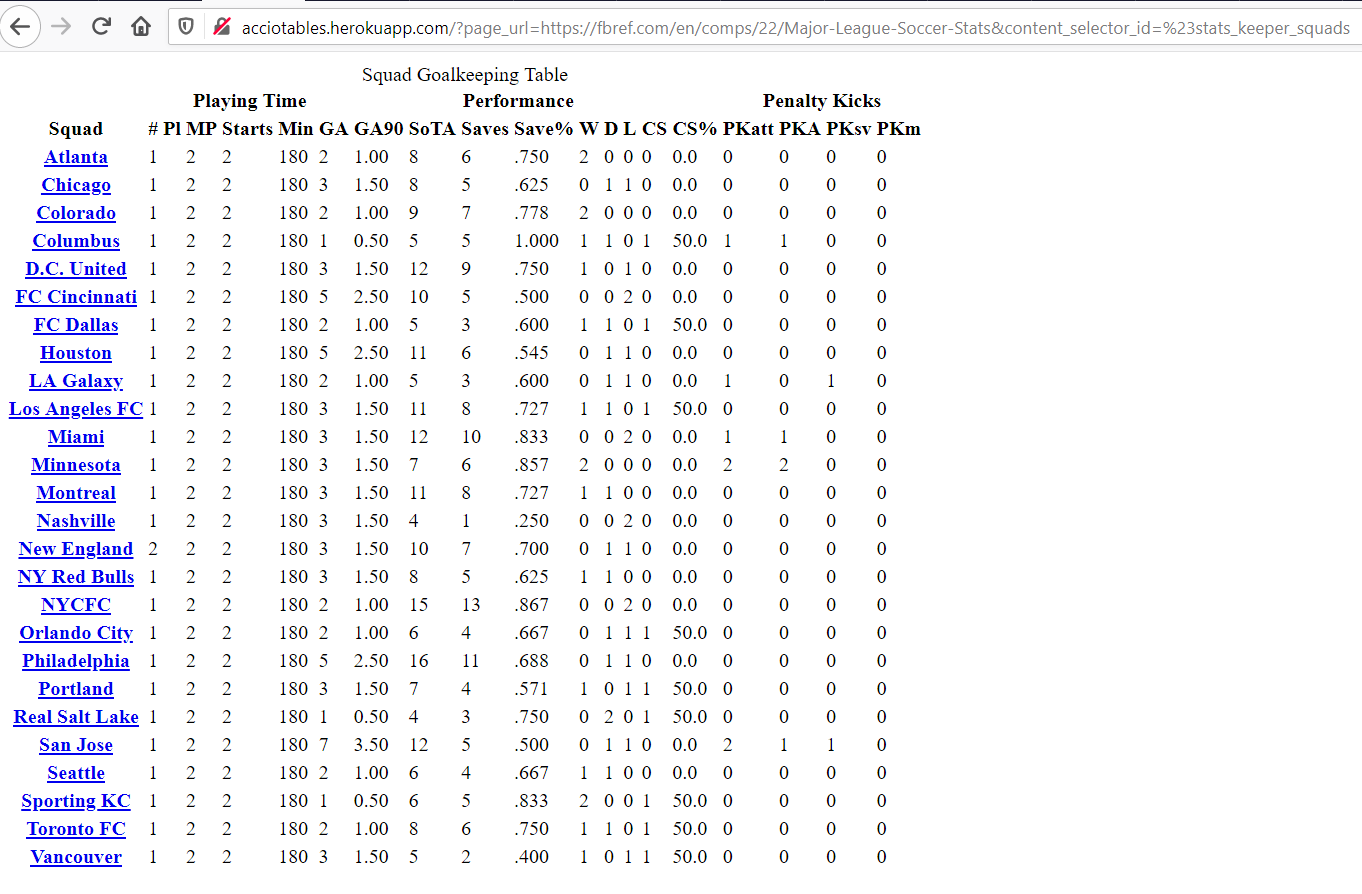 acciotables.herokuapp.com/?page_url=https://fbref.com/en/comps/22/Major-League-Soccer-Stats&content_selector_id=%23stats_keeper_squads
Squad Goalkeeping Table
Playing Time Performance Penalty Kicks
Squad # Pl MP Starts Min GA GA90 SoTA Saves Save% W D L CS CS% PKatt PKA PKsv PKm
Atlanta 1 2 2 180 2 1.00 8 6 .750 2 0 0 0 0.0 0 0 0 0
Chicago 1 2 2 180 3 1.50 8 5 .625 0 1 1 0 0.0 0 0 0 0
Colorado 1 2 2 180 2 1.00 9 7 .778 2 0 0 0 0.0 0 0 0 0
Columbus 1 2 2 180 1 0.50 5 5 1.000 1 1 0 1 50.0 1 1 0 0
D.C. United 1 2 2 180 3 1.50 12 9 .750 1 0 1 0 0.0 0 0 0 0
FC Cincinnati 1 2 2 180 5 2.50 10 5 .500 0 0 2 0 0.0 0 0 0 0
FC Dallas 1 2 2 180 2 1.00 5 3 .600 1 1 0 1 50.0 0 0 0 0
Houston 1 2 2 180 5 2.50 11 6 .545 0 1 1 0 0.0 0 0 0 0
LA Galaxy 1 2 2 180 2 1.00 5 3 .600 0 1 1 0 0.0 1 0 1 0
Los Angeles FC 1 2 2 180 3 1.50 11 8 .727 1 1 0 1 50.0 0 0 0 0
Miami 1 2 2 180 3 1.50 12 10 .833 0 0 2 0 0.0 1 1 0 0
Minnesota 1 2 2 180 3 1.50 7 6 .857 2 0 0 0 0.0 2 2 0 0
Montreal 1 2 2 180 3 1.50 11 8 .727 1 1 0 0 0.0 0 0 0 0
Nashville 1 2 2 180 3 1.50 4 1 .250 0 0 2 0 0.0 0 0 0 0
New England 2 2 2 180 3 1.50 10 7 .700 0 1 1 0 0.0 0 0 0 0
NY Red Bulls 1 2 2 180 3 1.50 8 5 .625 1 1 0 0 0.0 0 0 0 0
NYCFC 1 2 2 180 2 1.00 15 13 .867 0 0 2 0 0.0 0 0 0 0
Orlando City 1 2 2 180 2 1.00 6 4 .667 0 1 1 1 50.0 0 0 0 0
Philadelphia 1 2 2 180 5 2.50 16 11 .688 0 1 1 0 0.0 0 0 0 0
Portland 1 2 2 180 3 1.50 7 4 .571 1 0 1 1 50.0 0 0 0 0
Real Salt Lake 1 2 2 180 1 0.50 4 3 .750 0 2 0 1 50.0 0 0 0 0
San Jose 1 2 2 180 7 3.50 12 5 .500 0 1 1 0 0.0 2 1 1 0
Seattle 1 2 2 180 2 1.00 6 4 .667 1 1 0 0 0.0 0 0 0 0
Sporting KC 1 2 2 180 1 0.50 6 5 .833 2 0 0 1 50.0 0 0 0 0
Toronto FC 1 2 2 180 2 1.00 8 6 .750 1 1 0 1 50.0 0 0 0 0
Vancouver 1 2 2 180 3 1.50 5 2 .400 1 0 1 1 50.0 0 0 0 0